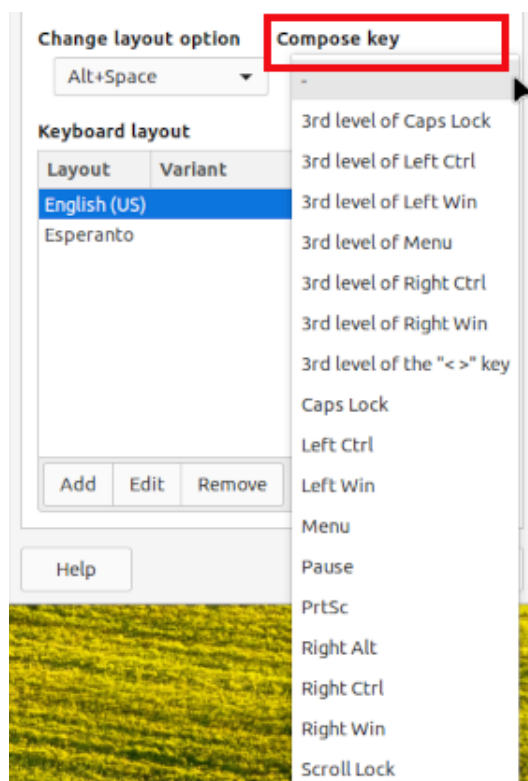 Change layout option
Compose key
Alt+Space
-
Keyboard layout
Layout Variant
English (US)
Esperanto
Add Edit Remove
Help
3rd level of Caps Lock
3rd level of Left Ctrl
3rd level of Left Win
3rd level of Menu
3rd level of Right Ctrl
3rd level of Right Win
3rd level of the "< >" key
Caps Lock
Left Ctrl
Left Win
Menu
Pause
PrtSc
Right Alt
Right Ctrl
Right Win
Scroll Lock